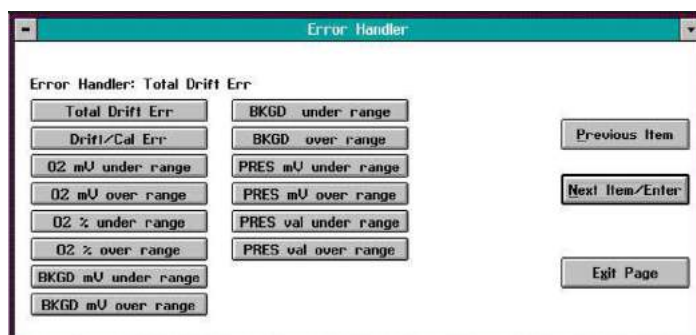 Error Handler
Error Handler: Total Drift Err
Total Drift Err
Drift/Cal Err
O2 mV under range
O2 mV over range
O2 % under range
O2 % over range
BKGD mV under range
BKGD mV over range
BKGD under range
BKGD over range
PRES mV under range
PRES mV over range
PRES val under range
PRES val over range
Previous Item
Next Item/Enter
Exit Page